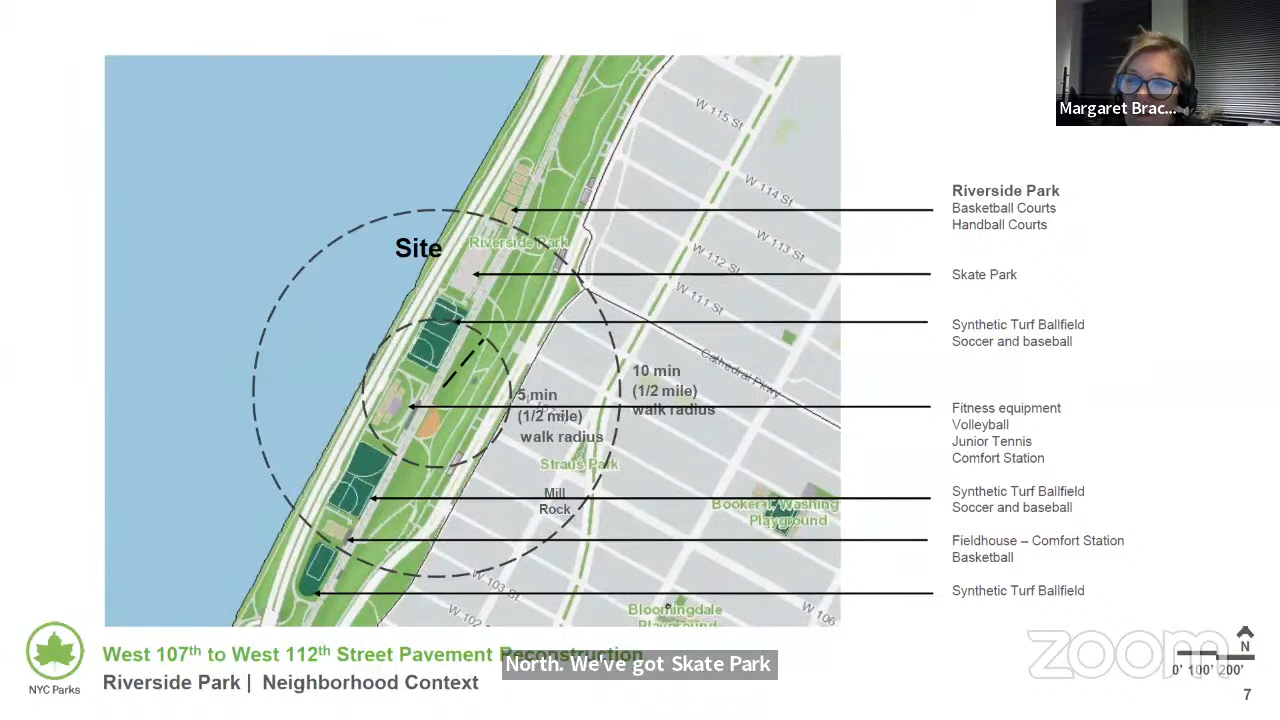 Margaret Brac...
W 115 St
W 114 St
W 113 St
W 112 St
W 111 St
Cathedral Pkwy
Riverside Park
Site
10 min
(1/2 mile)
walk radius
5 min
(1/2 mile)
walk radius
Straus Park
Mill
Rock
Booker T. Washing
Playground
W 103 St
W 102
Bloomingdale
Playground
W 106
Riverside Park
Basketball Courts
Handball Courts
Skate Park
Synthetic Turf Ballfield
Soccer and baseball
Fitness equipment
Volleyball
Junior Tennis
Comfort Station
Synthetic Turf Ballfield
Soccer and baseball
Fieldhouse – Comfort Station
Basketball
Synthetic Turf Ballfield
NYC Parks
West 107th to West 112th Street Pavement Reconstruction
Riverside Park | Neighborhood Context
North. We've got Skate Park
zoom
N
0' 100' 200'
7